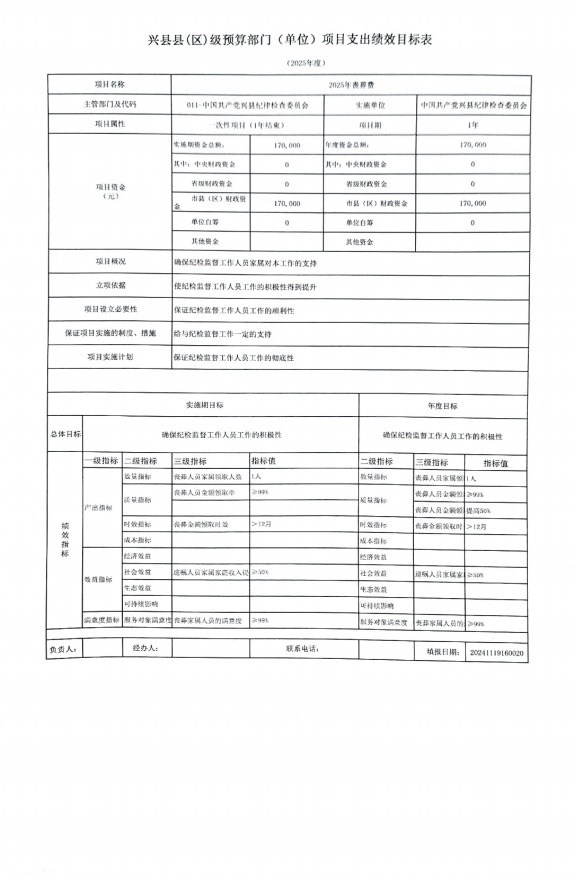 兴县县(区)级预算部门（单位）项目支出绩效目标表
（2025年度）
项目名称 2025年丧葬费
主管部门及代码 011-中国共产党兴县纪律检查委员会 实施单位 中国共产党兴县纪律检查委员会
项目属性 一次性项目（1年结束） 项目期 1年
项目资金（元） 实施期资金总额： 170,000 年度资金总额： 170,000
其中：中央财政资金 0 其中：中央财政资金 0
省级财政资金 0 省级财政资金 0
市县（区）财政资金 170,000 市县（区）财政资金 170,000
单位自筹 0 单位自筹 0
其他资金 其他资金
项目概况 确保纪检监督工作人员家属对本工作的支持
立项依据 使纪检监督工作人员工作的积极性得到提升
项目设立必要性 保证纪检监督工作人员工作的顺利性
保证项目实施的制度、措施 给与纪检监督工作一定的支持
项目实施计划 保证纪检监督工作人员工作的彻底性
实施期目标 年度目标
总体目标 确保纪检监督工作人员工作的积极性 确保纪检监督工作人员工作的积极性
绩效指标 一级指标 二级指标 三级指标 指标值 二级指标 三级指标 指标值
产出指标 数量指标 丧葬人员家属领取人数 1人 数量指标 丧葬人员家属领 1人
质量指标 丧葬人员金额领取率 ≥99% 质量指标 丧葬人员金额领 ≥99%
丧葬人员金额领 提高50%
时效指标 丧葬金额领取时效 ＞12月 时效指标 丧葬金额领取时 ＞12月
成本指标 成本指标
效益指标 经济效益 经济效益
社会效益 遗嘱人员家属家庭收入提 ≥50% 社会效益 遗嘱人员家属家 ≥50%
生态效益 生态效益
可持续影响 可持续影响
满意度指标 服务对象满意度 丧葬家属人员的满意度 ≥99% 服务对象满意度 丧葬家属人员的 ≥99%
负责人： 经办人： 联系电话： 填报日期： 20241119160020